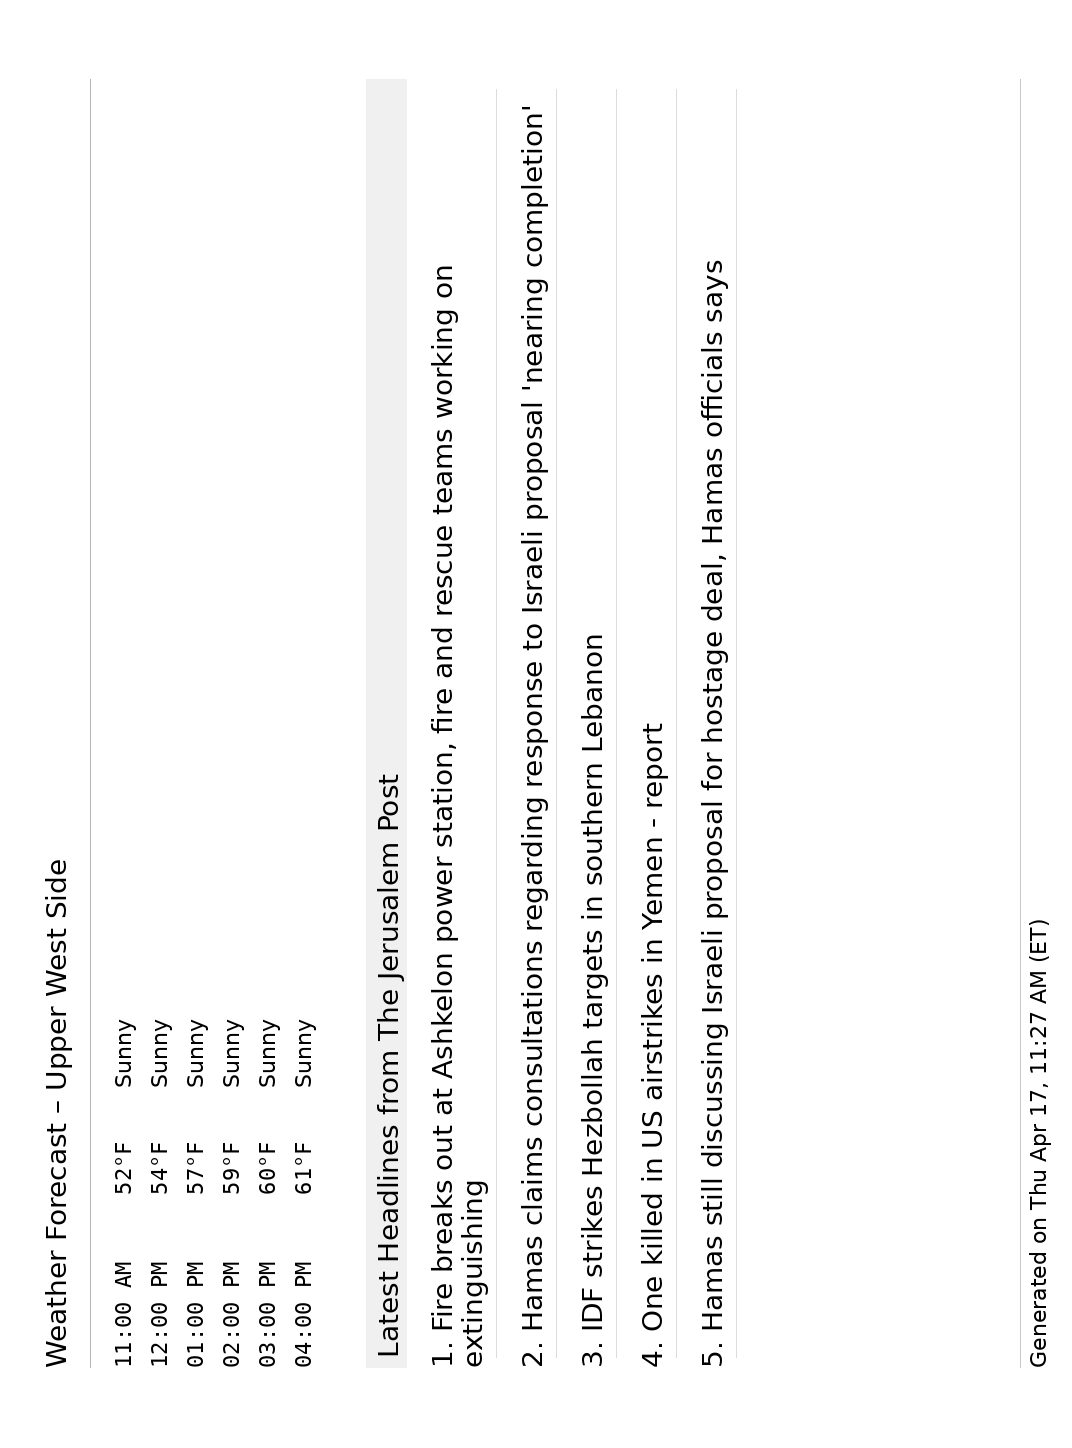 Weather Forecast – Upper West Side
11:00 AM 52°F Sunny
12:00 PM 54°F Sunny
01:00 PM 57°F Sunny
02:00 PM 59°F Sunny
03:00 PM 60°F Sunny
04:00 PM 61°F Sunny
Latest Headlines from The Jerusalem Post
1. Fire breaks out at Ashkelon power station, fire and rescue teams working on
extinguishing
2. Hamas claims consultations regarding response to Israeli proposal 'nearing completion'
3. IDF strikes Hezbollah targets in southern Lebanon
4. One killed in US airstrikes in Yemen - report
5. Hamas still discussing Israeli proposal for hostage deal, Hamas officials says
Generated on Thu Apr 17, 11:27 AM (ET)